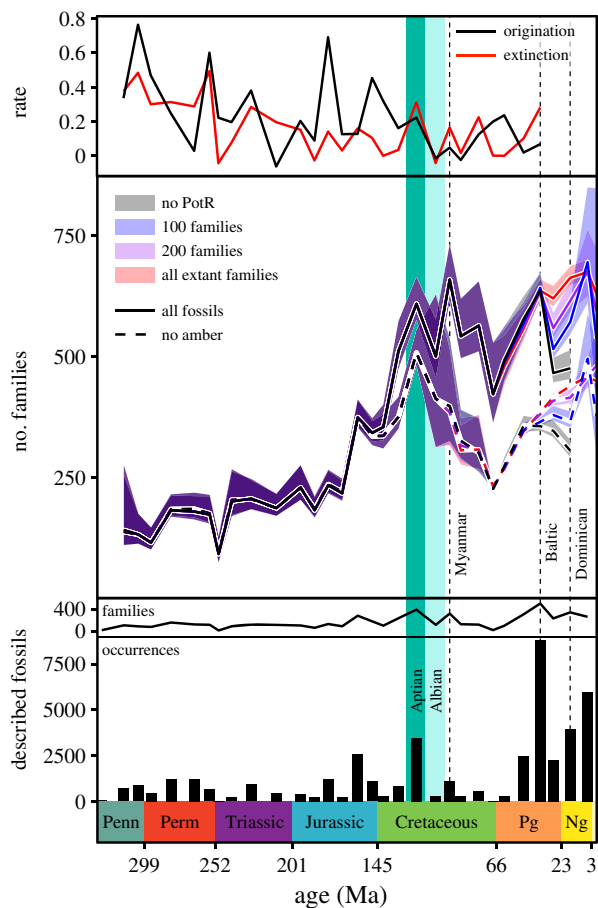 0.8
0.6
0.4
0.2
0
rate
origination
extinction
no PotR
100 families
200 families
all extant families
all fossils
no amber
750
500
250
no. families
Myanmar
Baltic
Dominican
400
0
families
occurrences
7500
5000
2500
0
described fossils
Aptian
Albian
Penn
Perm
Triassic
Jurassic
Cretaceous
Pg
Ng
299
252
201
145
66
23
3
age (Ma)